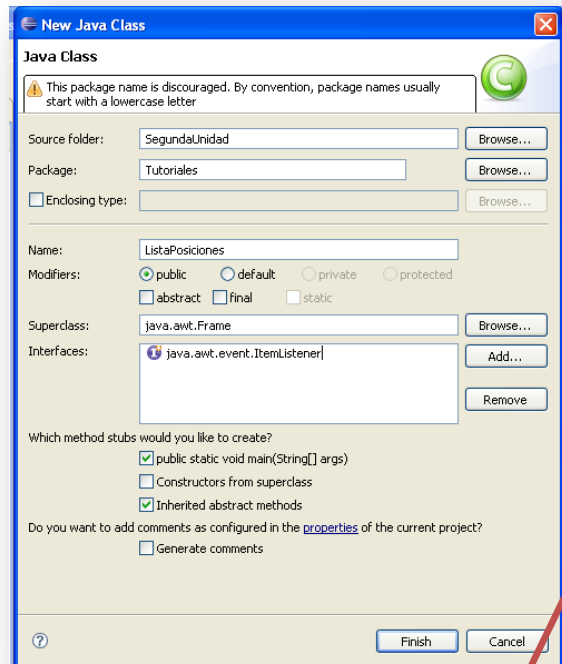 New Java Class
Java Class
This package name is discouraged. By convention, package names usually
start with a lowercase letter
Source folder: SegundaUnidad Browse...
Package: Tutoriales Browse...
Enclosing type: Browse...
Name: ListaPosiciones
Modifiers: public default private protected
abstract final static
Superclass: java.awt.Frame Browse...
Interfaces: java.awt.event.ItemListener Add...
Remove
Which method stubs would you like to create?
public static void main(String[] args)
Constructors from superclass
Inherited abstract methods
Do you want to add comments as configured in the properties of the current project?
Generate comments
Finish Cancel